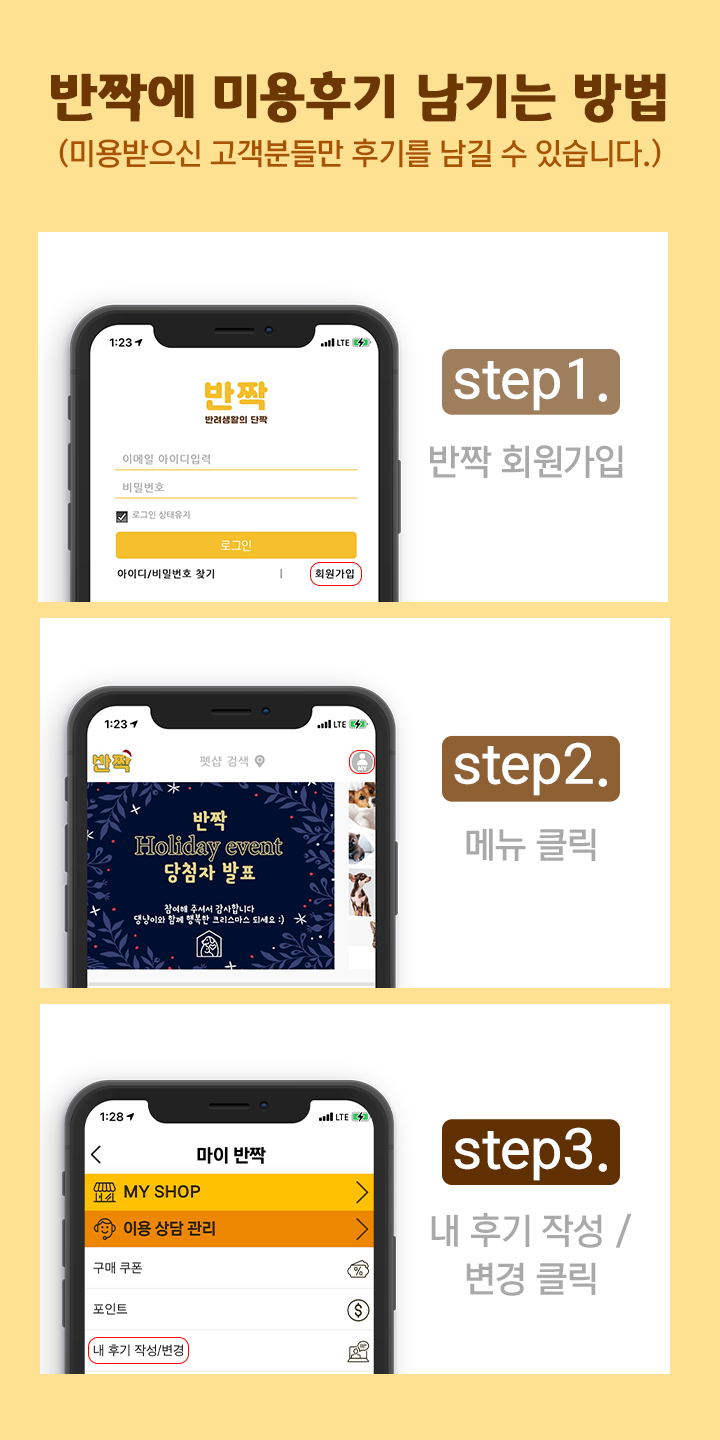 반짝에 미용후기 남기는 방법
(미용받으신 고객분들만 후기를 남길 수 있습니다.)
1:23
LTE
반짝
반려생활의 단짝
이메일 아이디입력
비밀번호
로그인 상태유지
로그인
아이디/비밀번호 찾기 | 회원가입
step1.
반짝 회원가입
1:23
LTE
반짝
펫샵 검색
MY
반짝
Holiday event
당첨자 발표
참여해 주셔서 감사합니다
댕냥이와 함께 행복한 크리스마스 되세요 :)
step2.
메뉴 클릭
1:28
LTE
마이 반짝
MY SHOP
이용 상담 관리
구매 쿠폰
%
포인트
$
내 후기 작성/변경
step3.
내 후기 작성 /
변경 클릭